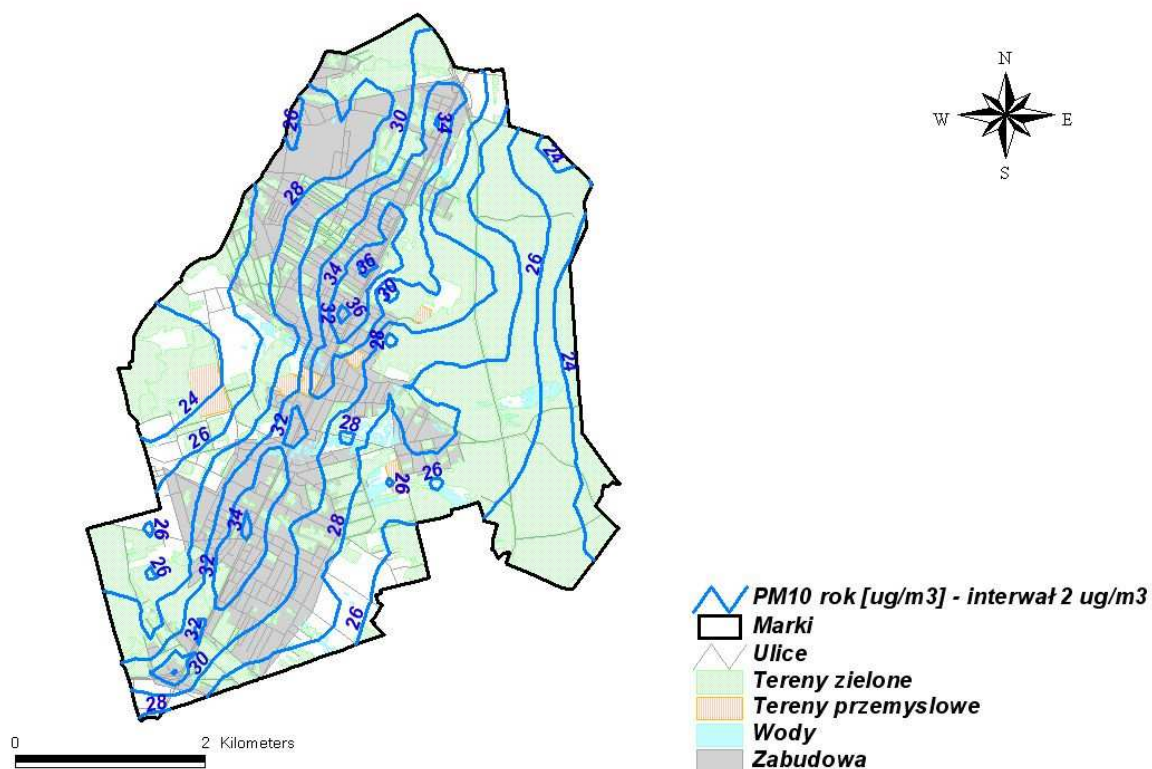 N
W
E
S
26
30
34
24
28
26
34
36
30
32
36
28
24
24
26
32
28
26
26
34
28
26
26
32
32
26
30
28
PM10 rok [ug/m3] - interwał 2 ug/m3
Marki
Ulice
Tereny zielone
Tereny przemyslowe
Wody
Zabudowa
0
2 Kilometers